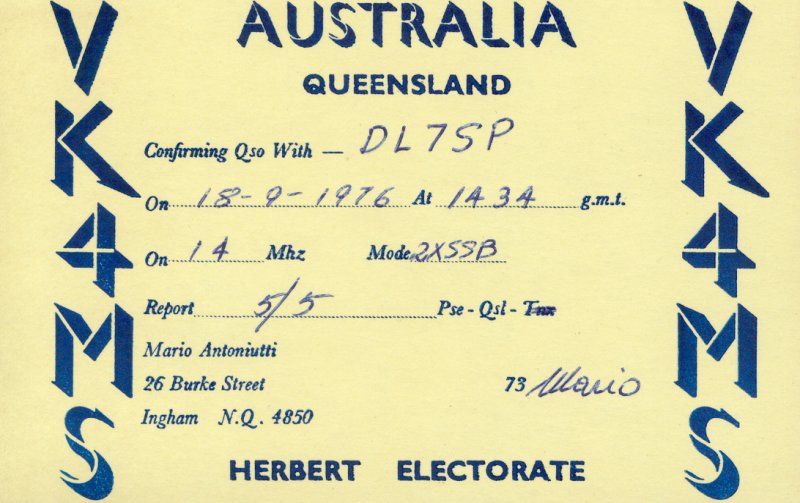 AUSTRALIA
QUEENSLAND
VK4MS
VK4MS
Confirming Qso With — DL7SP
On 18-9-1976 At 1434 g.m.t.
On 14 Mhz Mode 2XSSB
Report 5/5 Pse - Qsl - Tnx
Mario Antoniutti
26 Burke Street 73 Mario
Ingham N.Q. 4850
HERBERT ELECTORATE